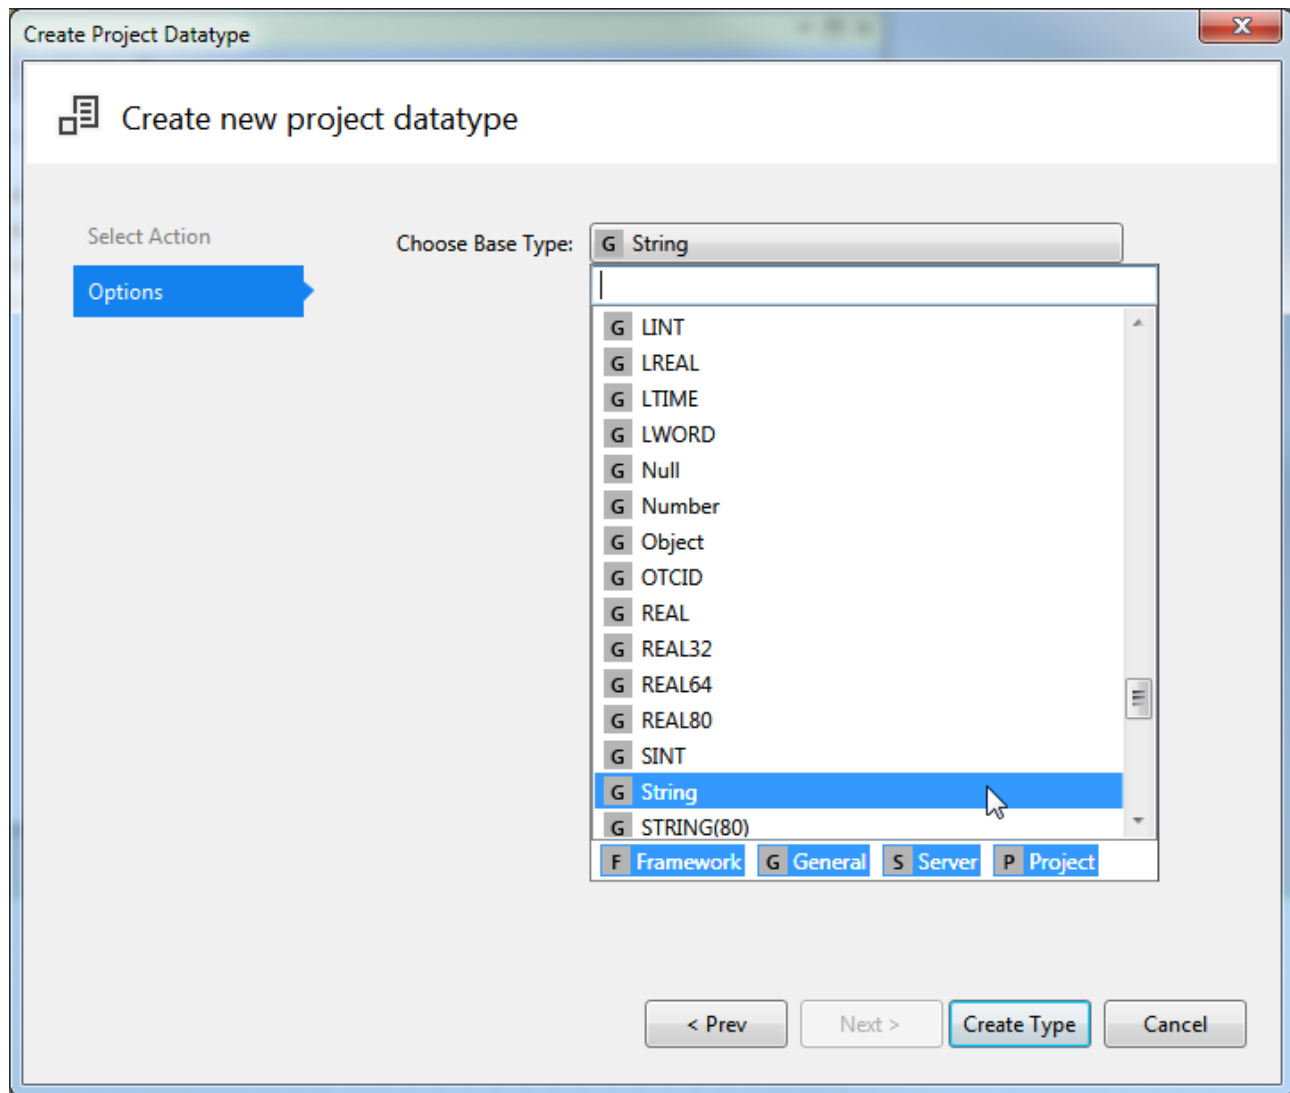 Create Project Datatype
Create new project datatype
Select Action
Options
Choose Base Type:
G String
G LINT
G LREAL
G LTIME
G LWORD
G Null
G Number
G Object
G OTCID
G REAL
G REAL32
G REAL64
G REAL80
G SINT
G String
G STRING(80)
F Framework G General S Server P Project
< Prev Next > Create Type Cancel